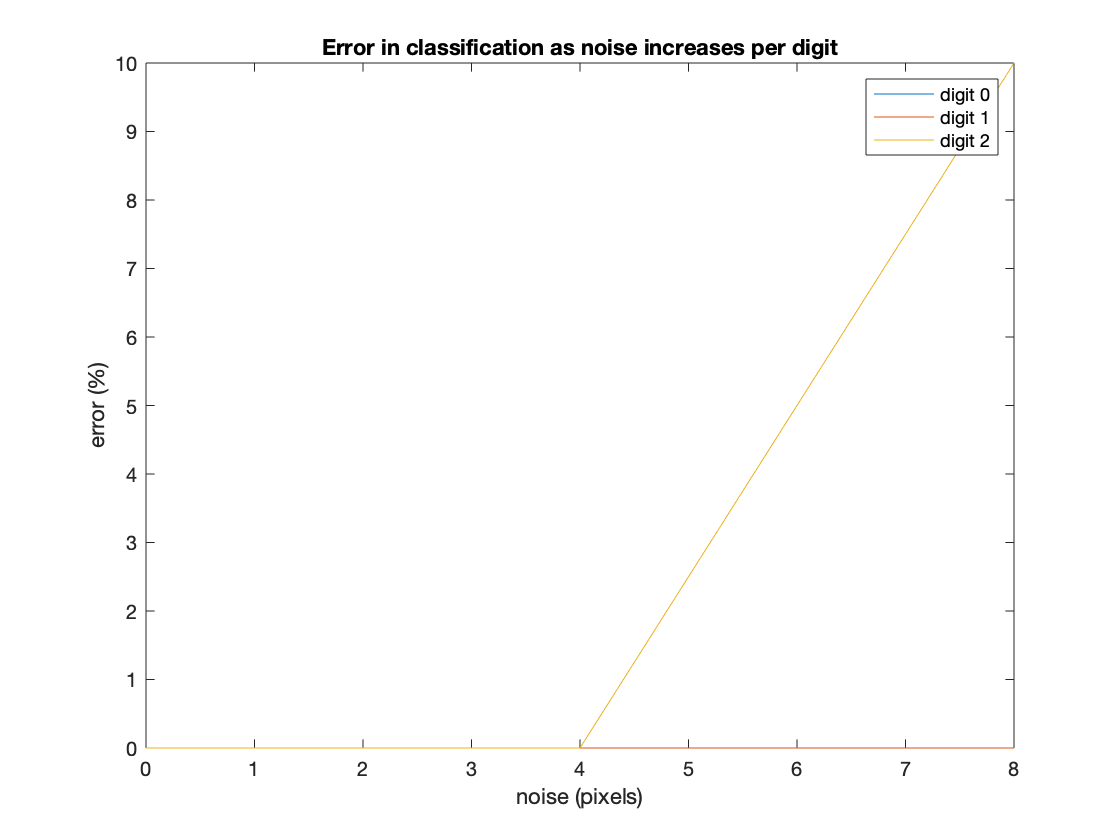 Error in classification as noise increases per digit
digit 0
digit 1
digit 2
10
9
8
7
6
5
4
3
2
1
0
error (%)
0 1 2 3 4 5 6 7 8
noise (pixels)